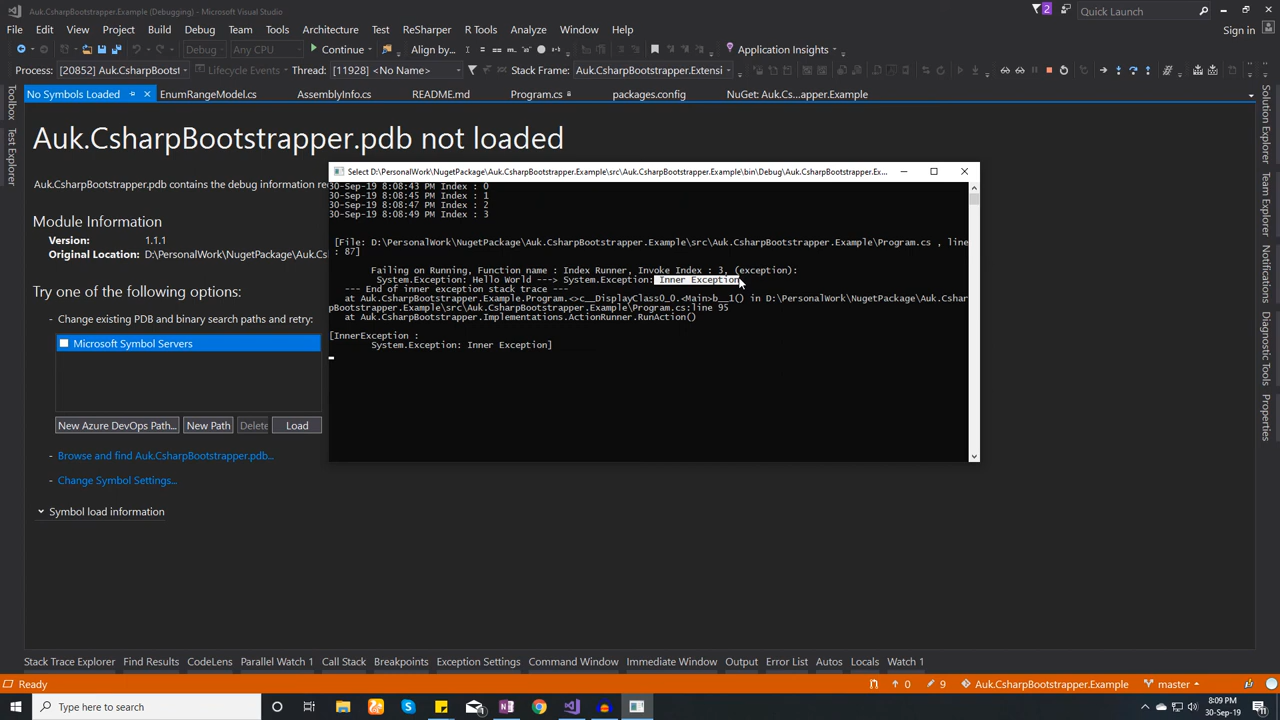 Auk.CsharpBootstrapper.Example (Debugging) - Microsoft Visual Studio
2
Quick Launch
File Edit View Project Build Debug Team Tools Architecture Test ReSharper R Tools Analyze Window Help
Sign in
Debug Any CPU Continue Align by... Application Insights
Process: [20852] Auk.CsharpBootst Lifecycle Events Thread: [11928] <No Name> Stack Frame: Auk.CsharpBootstrapper.Extensi
No Symbols Loaded EnumRangeModel.cs AssemblyInfo.cs README.md Program.cs packages.config NuGet: Auk.Cs...apper.Example
Toolbox
Test Explorer
Auk.CsharpBootstrapper.pdb not loaded
Auk.CsharpBootstrapper.pdb contains the debug information re
Module Information
Version: 1.1.1
Original Location: D:\PersonalWork\NugetPackage\Auk.C
Try one of the following options:
Change existing PDB and binary search paths and retry:
Microsoft Symbol Servers
New Azure DevOps Path... New Path Delete Load
Browse and find Auk.CsharpBootstrapper.pdb...
Change Symbol Settings...
Symbol load information
Select D:\PersonalWork\NugetPackage\Auk.CsharpBootstrapper.Example\src\Auk.CsharpBootstrapper.Example\bin\Debug\Auk.CsharpBootstrapper.Ex...
30-Sep-19 8:08:43 PM Index : 0
30-Sep-19 8:08:45 PM Index : 1
30-Sep-19 8:08:47 PM Index : 2
30-Sep-19 8:08:49 PM Index : 3
[File: D:\PersonalWork\NugetPackage\Auk.CsharpBootstrapper.Example\src\Auk.CsharpBootstrapper.Example\Program.cs , line
: 87]
Failing on Running, Function name : Index Runner, Invoke Index : 3, (exception):
System.Exception: Hello World ---> System.Exception: Inner Exception
--- End of inner exception stack trace ---
at Auk.CsharpBootstrapper.Example.Program.<>c__DisplayClass0_0.<Main>b__1() in D:\PersonalWork\NugetPackage\Auk.Cshar
pBootstrapper.Example\src\Auk.CsharpBootstrapper.Example\Program.cs:line 95
at Auk.CsharpBootstrapper.Implementations.ActionRunner.RunAction()
[InnerException :
System.Exception: Inner Exception]
Solution Explorer
Team Explorer
Notifications
Properties
Stack Trace Explorer Find Results CodeLens Parallel Watch 1 Call Stack Breakpoints Exception Settings Command Window Immediate Window Output Error List Autos Locals Watch 1
Ready 0 9 Auk.CsharpBootstrapper.Example master
Type here to search
8:09 PM
30-Sep-19